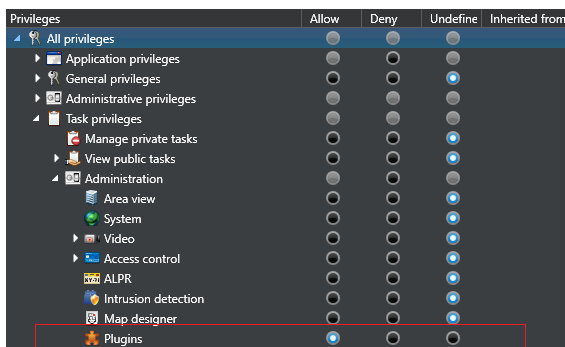 Privileges Allow Deny Undefine Inherited from
All privileges
Application privileges
General privileges
Administrative privileges
Task privileges
Manage private tasks
View public tasks
Administration
Area view
System
Video
Access control
ALPR
Intrusion detection
Map designer
Plugins